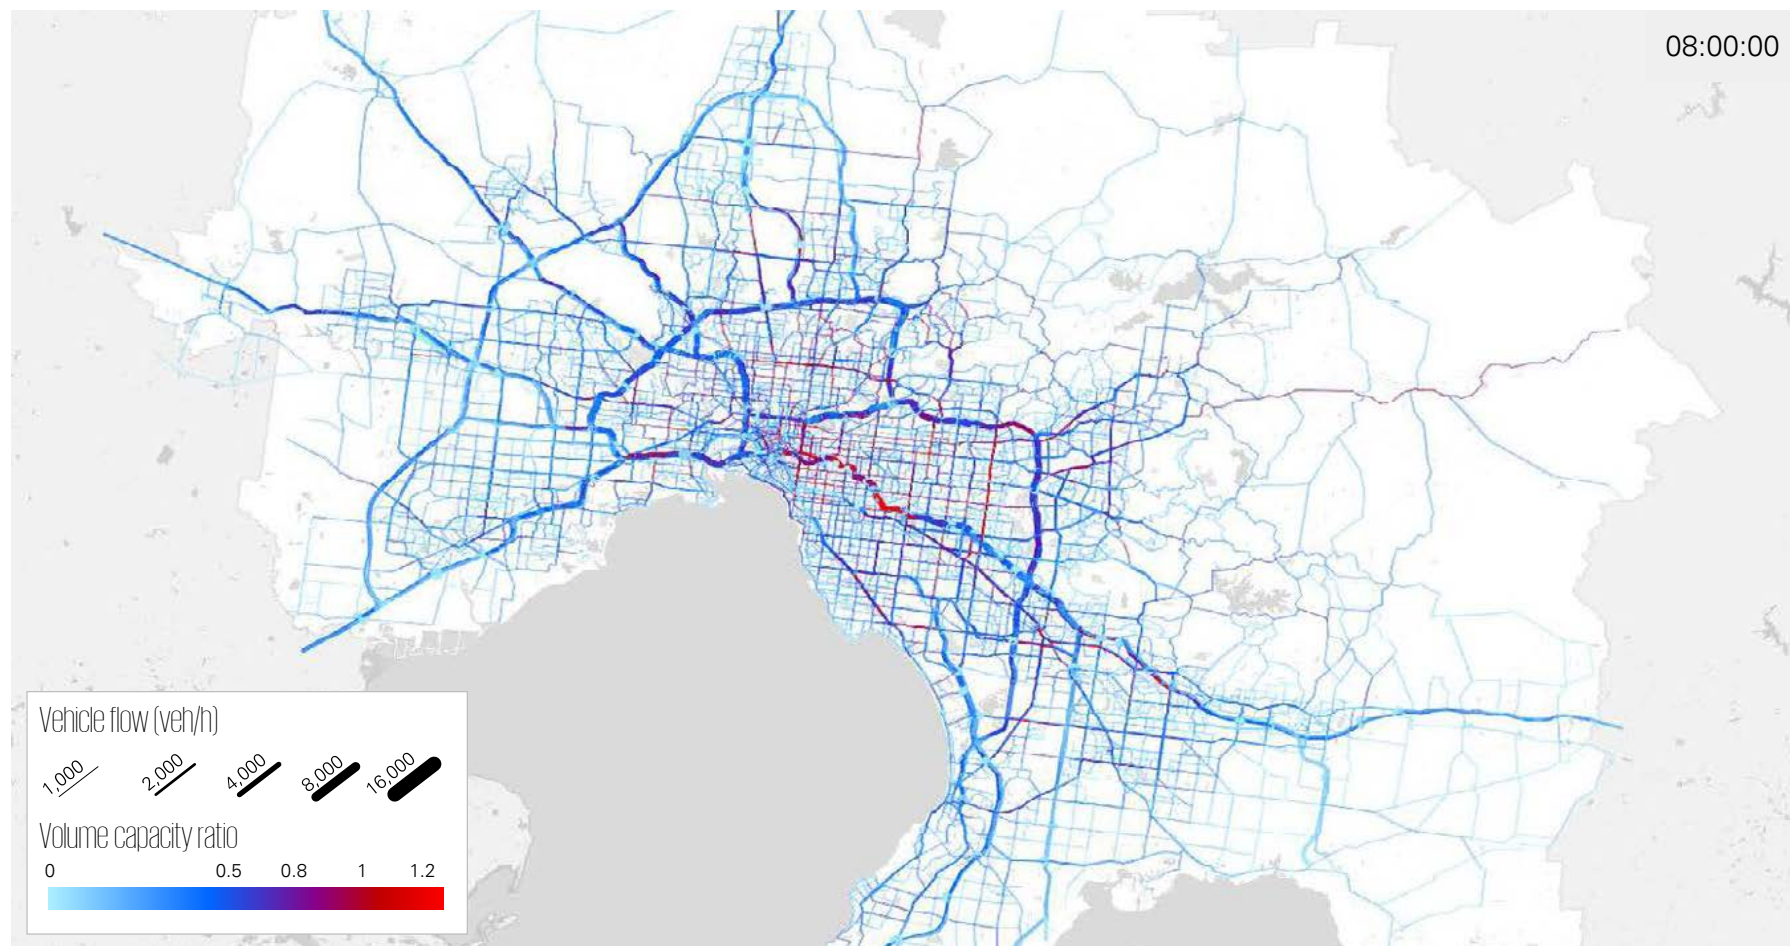 08:00:00
Vehicle flow (veh/h)
1,000 2,000 4,000 8,000 16,000
Volume capacity ratio
0 0.5 0.8 1 1.2